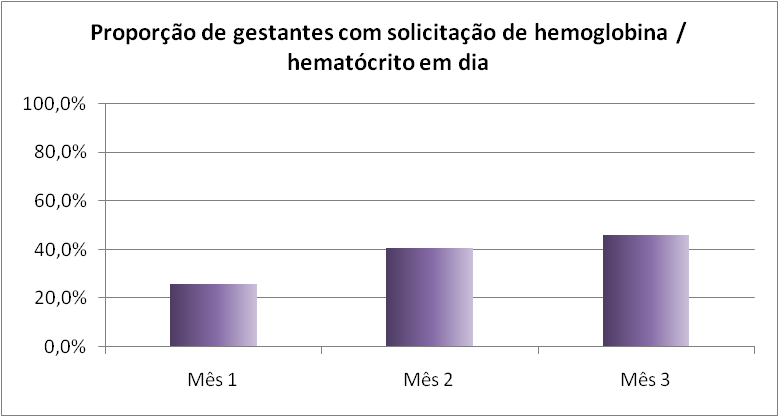 Proporção de gestantes com solicitação de hemoglobina /
hematócrito em dia
100,0%
80,0%
60,0%
40,0%
20,0%
0,0%
Mês 1
Mês 2
Mês 3